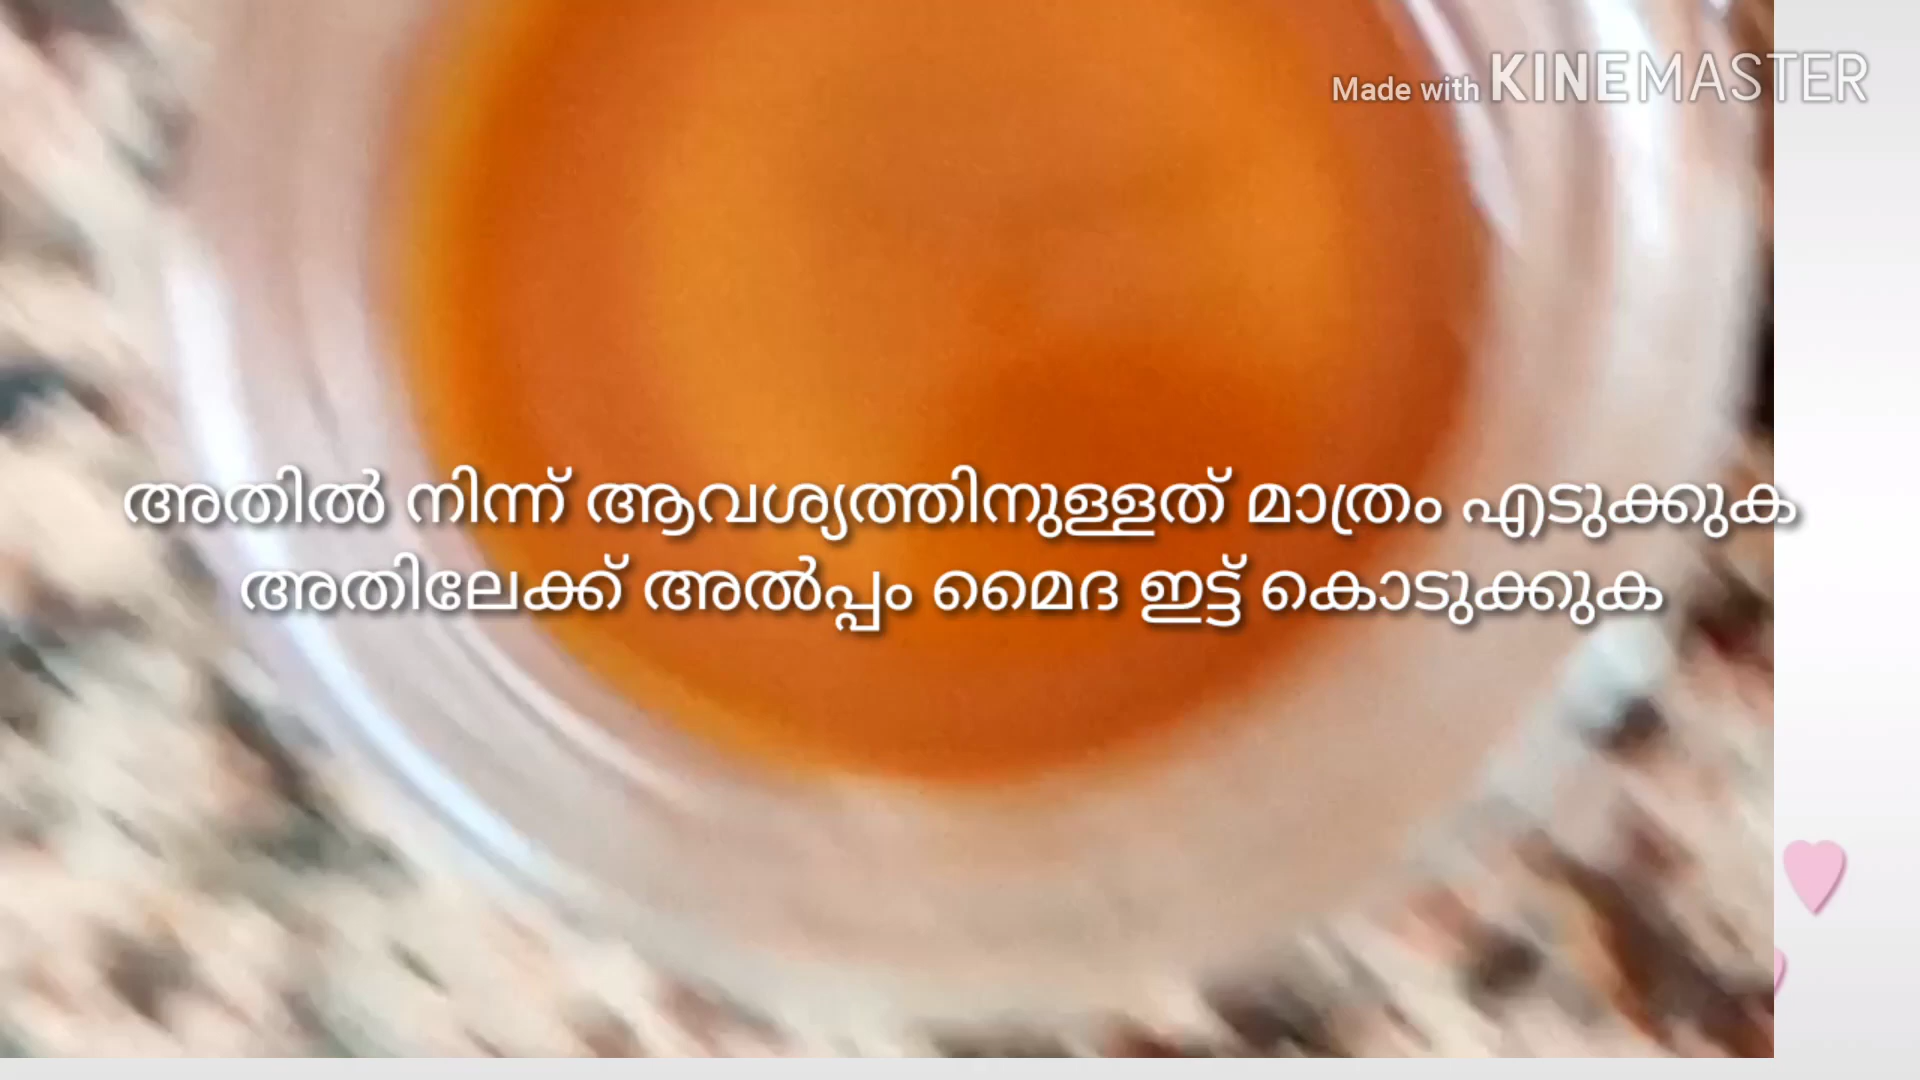 Made with KINEMASTER
അതിൽ നിന്ന് ആവശ്യത്തിനുള്ളത് മാത്രം എടുക്കുക
അതിലേക്ക് അൽപ്പം മൈദ ഇട്ട് കൊടുക്കുക